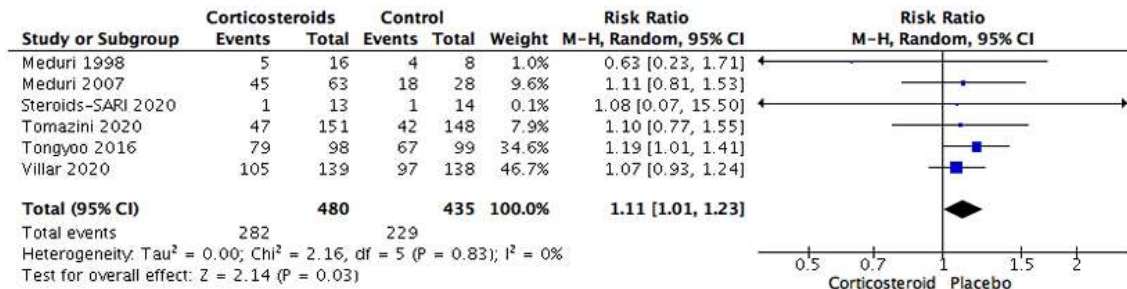 Corticosteroids Control Risk Ratio Risk Ratio
Study or Subgroup Events Total Events Total Weight M-H, Random, 95% CI M-H, Random, 95% CI
Meduri 1998 5 16 4 8 1.0% 0.63 [0.23, 1.71]
Meduri 2007 45 63 18 28 9.6% 1.11 [0.81, 1.53]
Steroids-SARI 2020 1 13 1 14 0.1% 1.08 [0.07, 15.50]
Tomazini 2020 47 151 42 148 7.9% 1.10 [0.77, 1.55]
Tongyoo 2016 79 98 67 99 34.6% 1.19 [1.01, 1.41]
Villar 2020 105 139 97 138 46.7% 1.07 [0.93, 1.24]
Total (95% CI) 480 435 100.0% 1.11 [1.01, 1.23]
Total events 282 229
Heterogeneity: Tau² = 0.00; Chi² = 2.16, df = 5 (P = 0.83); I² = 0%
Test for overall effect: Z = 2.14 (P = 0.03)
0.5 0.7 1 1.5 2
Corticosteroid Placebo